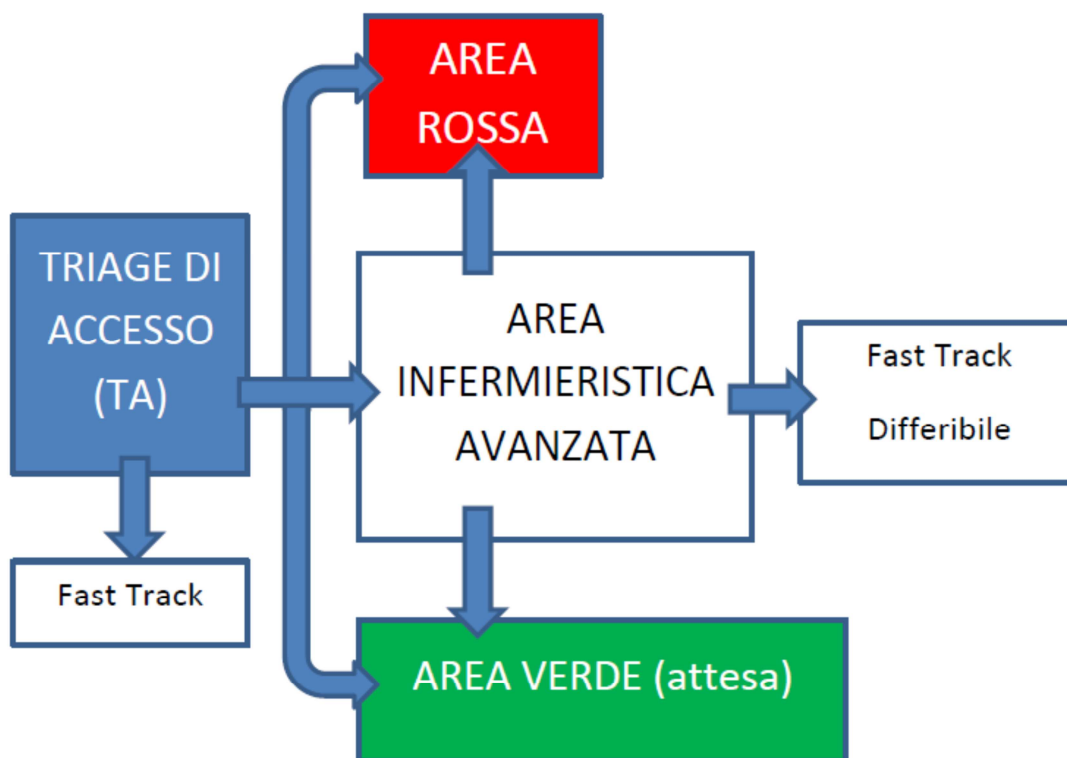 AREA
ROSSA
TRIAGE DI
ACCESSO
(TA)
AREA
INFERMIERISTICA
AVANZATA
Fast Track
Differibile
Fast Track
AREA VERDE (attesa)